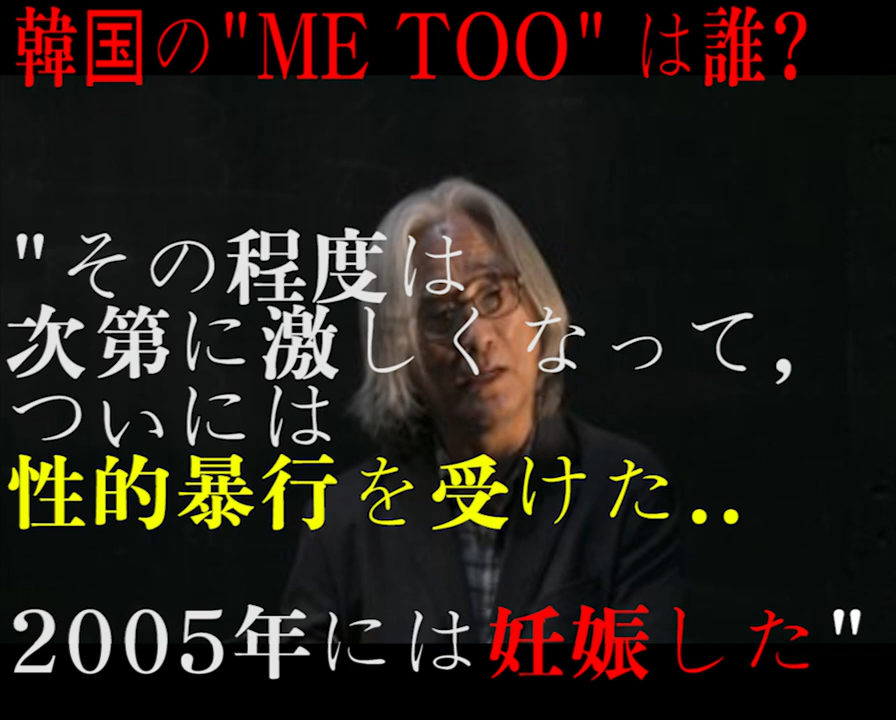 韓国の"ME TOO" は誰?
"その程度は
次第に激しくなって,
ついには
性的暴行を受けた..
2005年には妊娠した"